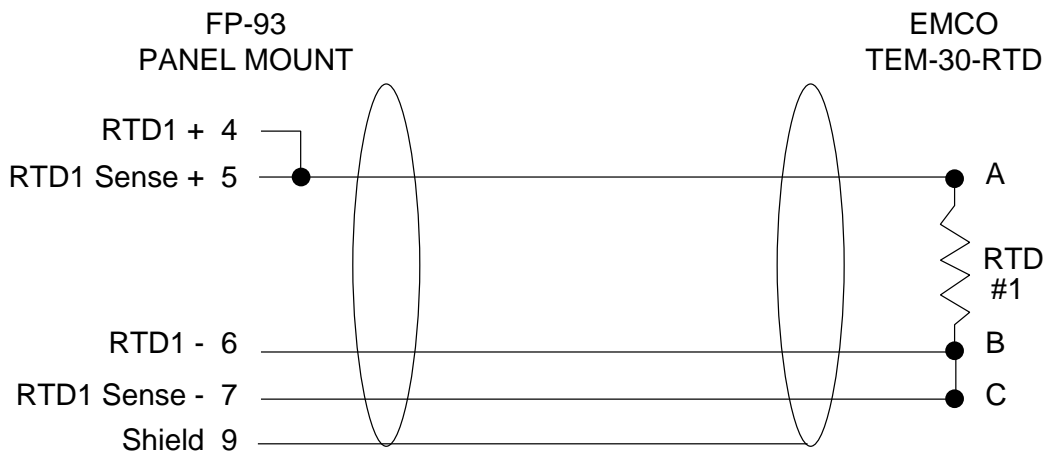 FP-93
PANEL MOUNT
EMCO
TEM-30-RTD
RTD1 + 4
RTD1 Sense + 5
A
RTD
#1
RTD1 - 6
B
RTD1 Sense - 7
C
Shield 9